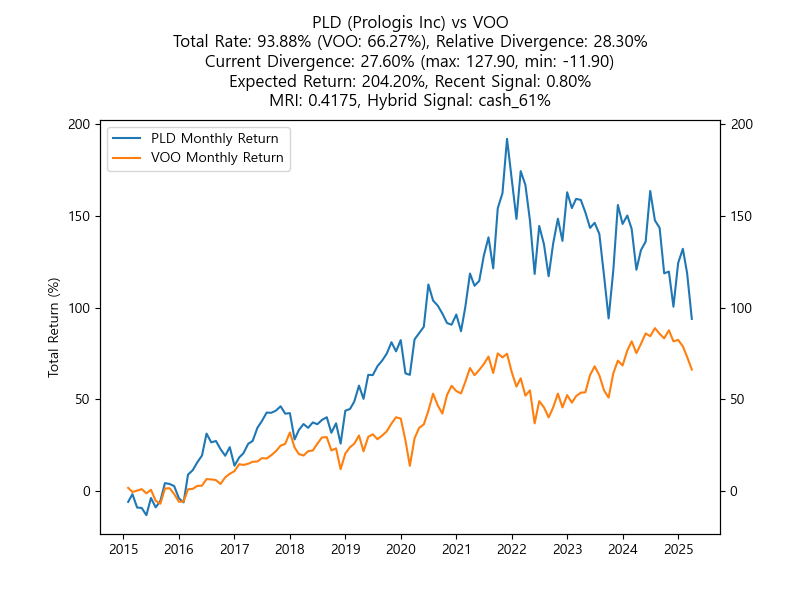 PLD (Prologis Inc) vs VOO
Total Rate: 93.88% (VOO: 66.27%), Relative Divergence: 28.30%
Current Divergence: 27.60% (max: 127.90, min: -11.90)
Expected Return: 204.20%, Recent Signal: 0.80%
MRI: 0.4175, Hybrid Signal: cash_61%
PLD Monthly Return
VOO Monthly Return
Total Return (%)
200
150
100
50
0
200
150
100
50
0
2015 2016 2017 2018 2019 2020 2021 2022 2023 2024 2025